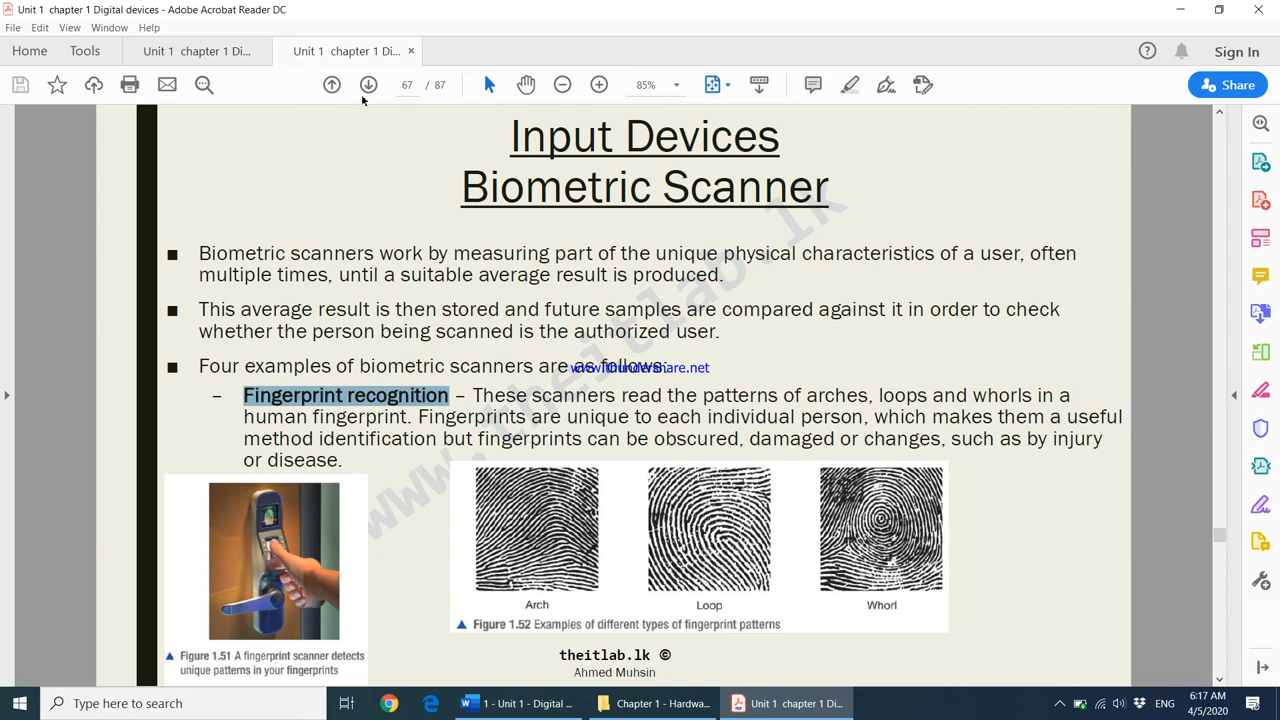 Unit 1 chapter 1 Digital devices - Adobe Acrobat Reader DC
File Edit View Window Help
Home Tools Unit 1 chapter 1 Di... Unit 1 chapter 1 Di... × Sign In
67 / 87 85% Share
Input Devices
Biometric Scanner
■ Biometric scanners work by measuring part of the unique physical characteristics of a user, often
multiple times, until a suitable average result is produced.
■ This average result is then stored and future samples are compared against it in order to check
whether the person being scanned is the authorized user.
■ Four examples of biometric scanners are as follows:
www.thundershare.net
– Fingerprint recognition – These scanners read the patterns of arches, loops and whorls in a
human fingerprint. Fingerprints are unique to each individual person, which makes them a useful
method identification but fingerprints can be obscured, damaged or changes, such as by injury
or disease.
www.theitlab.lk
Arch Loop Whorl
▲ Figure 1.52 Examples of different types of fingerprint patterns
▲ Figure 1.51 A fingerprint scanner detects
unique patterns in your fingerprints
theitlab.lk ©
Ahmed Muhsin
Type here to search 1 - Unit 1 - Digital ... Chapter 1 - Hardwa... Unit 1 chapter 1 Di... ENG 6:17 AM
4/5/2020